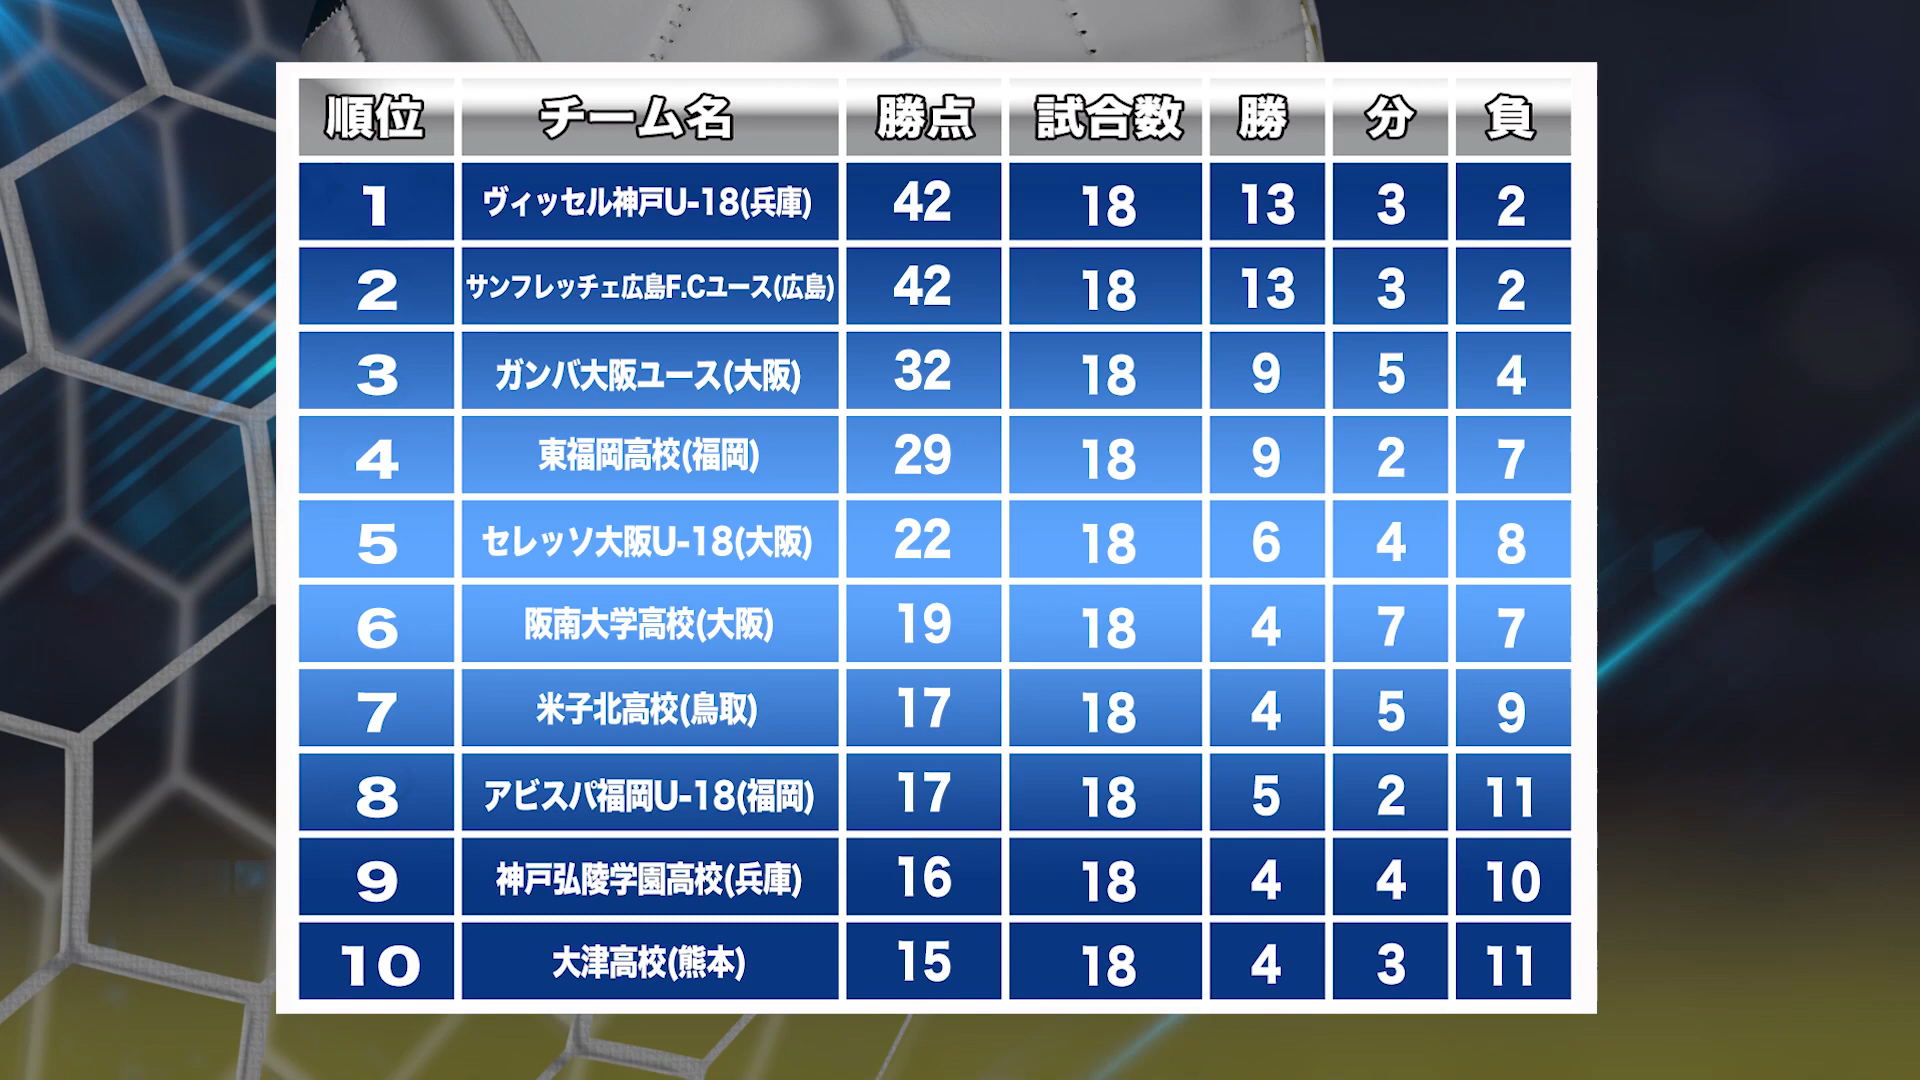 順位 チーム名 勝点 試合数 勝 分 負
1 ヴィッセル神戸U-18(兵庫) 42 18 13 3 2
2 サンフレッチェ広島F.Cユース(広島) 42 18 13 3 2
3 ガンバ大阪ユース(大阪) 32 18 9 5 4
4 東福岡高校(福岡) 29 18 9 2 7
5 セレッソ大阪U-18(大阪) 22 18 6 4 8
6 阪南大学高校(大阪) 19 18 4 7 7
7 米子北高校(鳥取) 17 18 4 5 9
8 アビスパ福岡U-18(福岡) 17 18 5 2 11
9 神戸弘陵学園高校(兵庫) 16 18 4 4 10
10 大津高校(熊本) 15 18 4 3 11